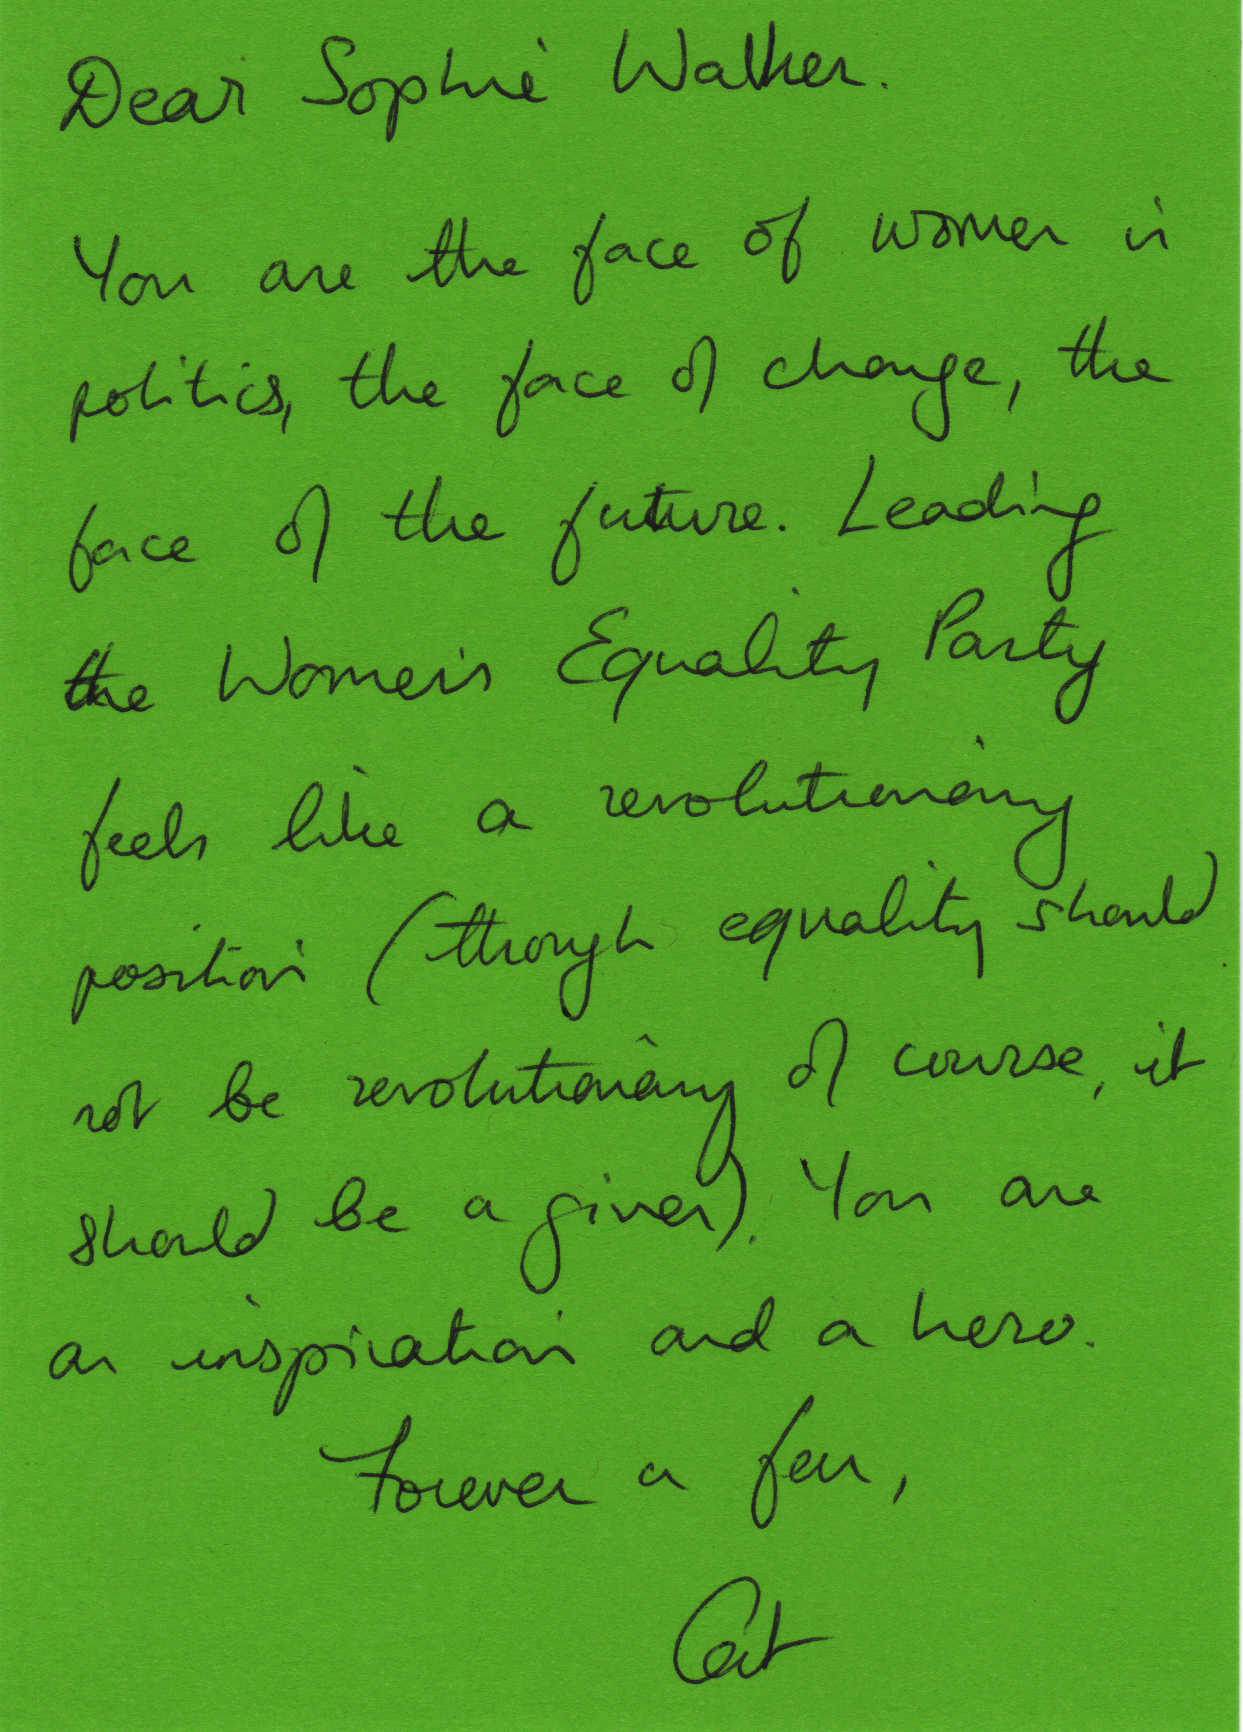 Dear Sophie Walker.
You are the face of women in
politics, the face of change, the
face of the future. Leading
the Women's Equality Party
feels like a revolutionary
position (though equality should
not be revolutionary of course, it
should be a given). You are
an inspiration and a hero.
Forever a fan,
Cat